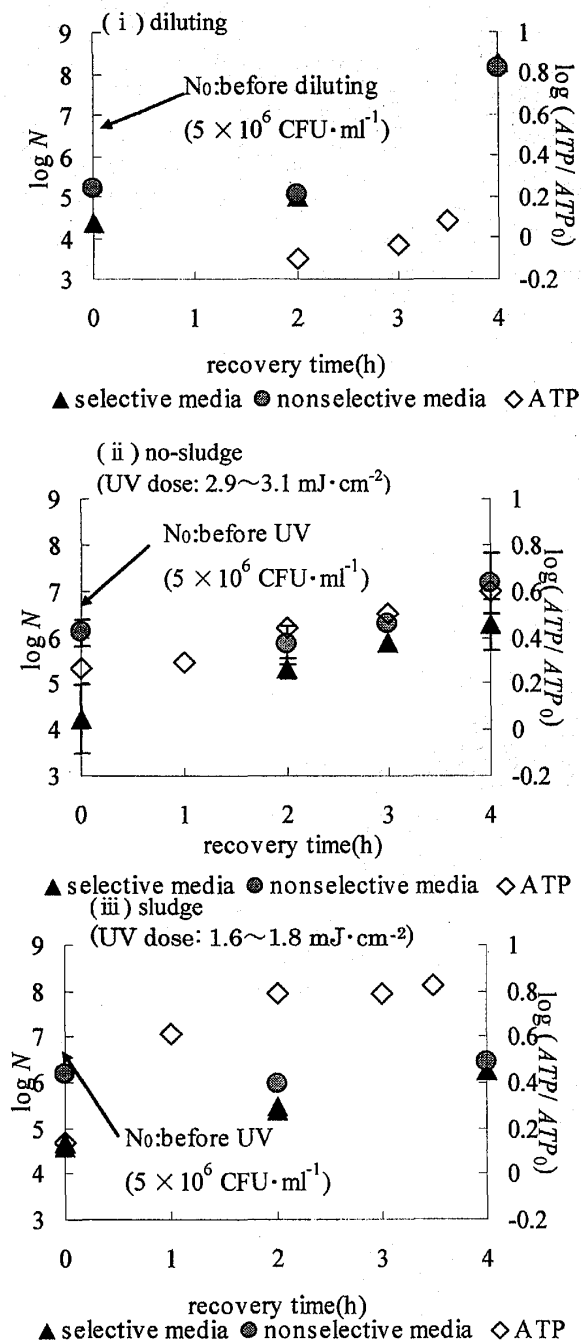 ( i ) diluting
9
8
7
6
5
4
3
log N
N0:before diluting
(5 × 10⁶ CFU·ml⁻¹)
1
0.8
0.6
0.4
0.2
0
-0.2
log (ATP/ATP₀)
0 1 2 3 4
recovery time(h)
▲ selective media ● nonselective media ◇ ATP
( ii ) no-sludge
(UV dose: 2.9～3.1 mJ·cm⁻²)
9
8
7
6
5
4
3
log N
N0:before UV
(5 × 10⁶ CFU·ml⁻¹)
1
0.8
0.6
0.4
0.2
0
-0.2
log(ATP/ATP₀)
0 1 2 3 4
recovery time(h)
▲ selective media ● nonselective media ◇ ATP
(iii) sludge
(UV dose: 1.6～1.8 mJ·cm⁻²)
9
8
7
6
5
4
3
log N
N0:before UV
(5 × 10⁶ CFU·ml⁻¹)
1
0.8
0.6
0.4
0.2
0
-0.2
log(ATP/ATP₀)
0 1 2 3 4
recovery time(h)
▲ selective media ● nonselective media ◇ ATP